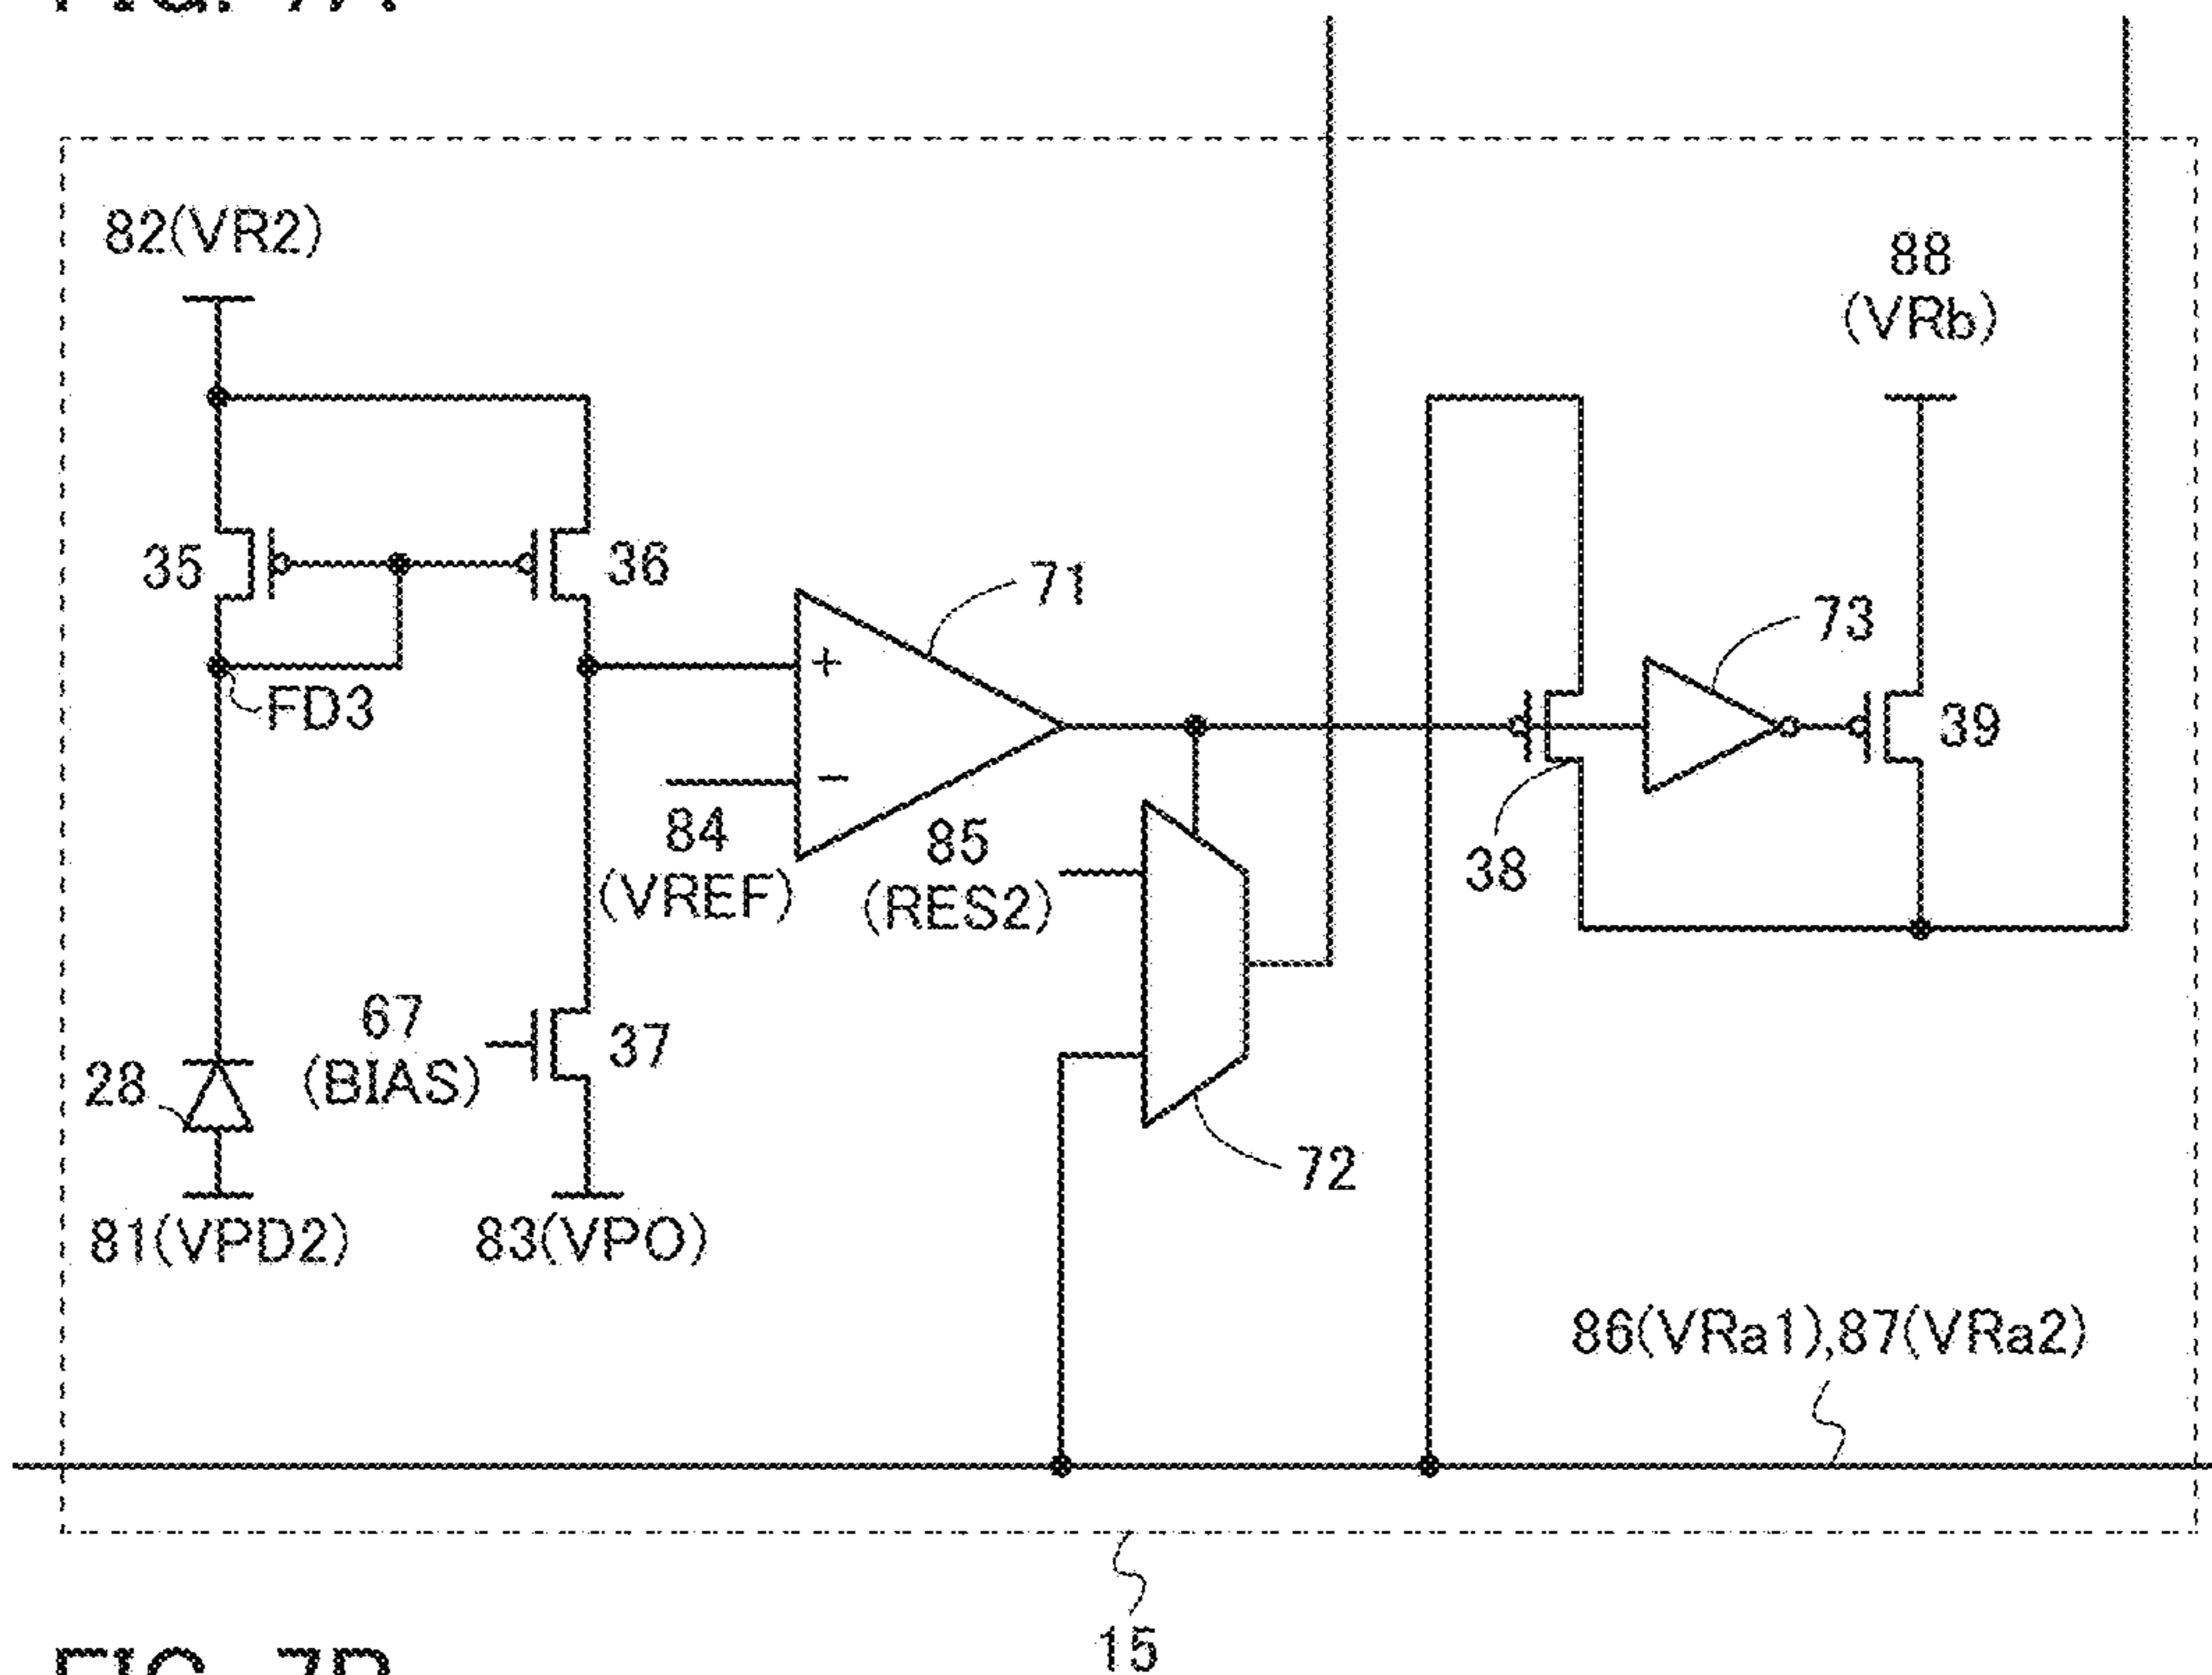 82(VR2)
88
(VRb)
35
36
71
73
+
FD3
39
−
84
(VREF)
85
(RES2)
38
67
(BIAS)
37
28
72
81(VPD2)
83(VPO)
86(VRa1),87(VRa2)
15